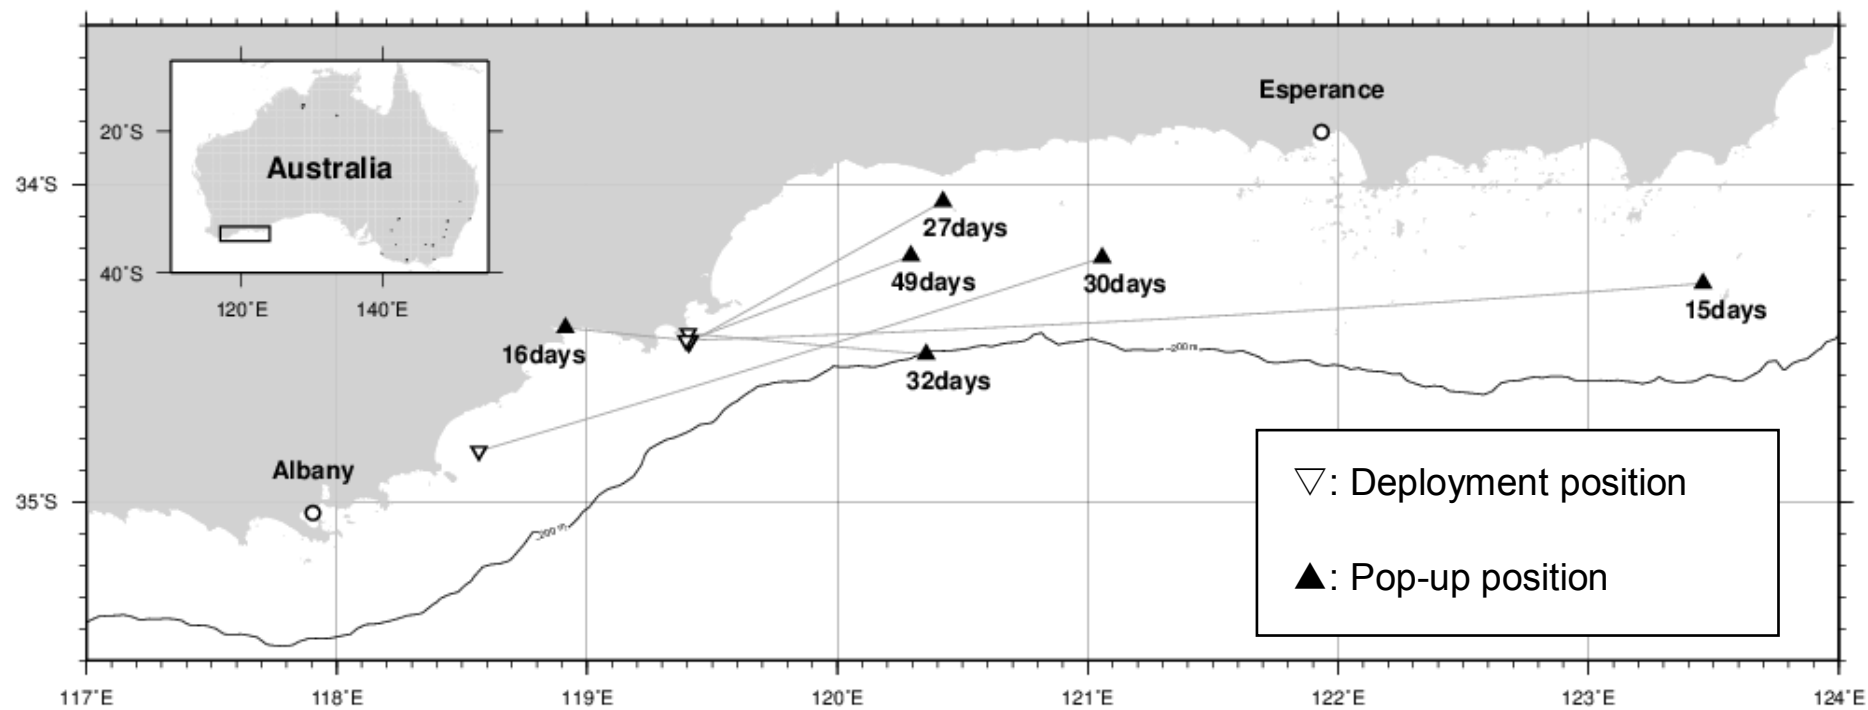 Esperance
20°S
Australia
34°S
27days
40°S
49days
30days
120°E
140°E
15days
16days
-200 m
32days
Albany
▽: Deployment position
35°S
-200 m
▲: Pop-up position
117°E
118°E
119°E
120°E
121°E
122°E
123°E
124°E